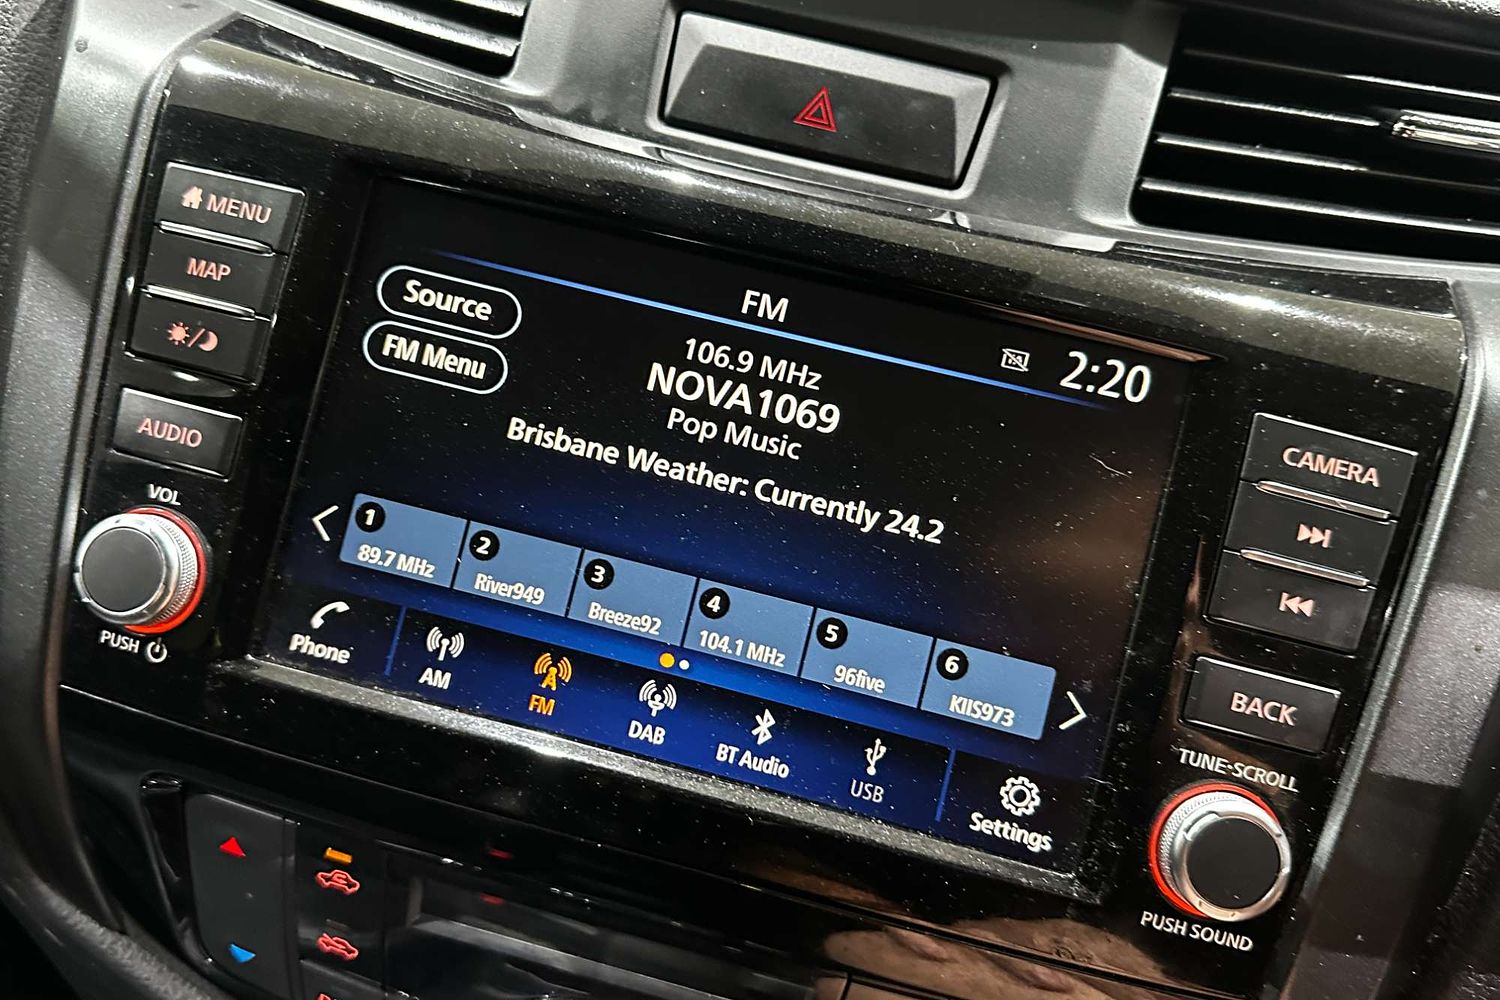 MENU
MAP
AUDIO
VOL
PUSH
Source
FM Menu
FM
2:20
106.9 MHz
NOVA1069
Pop Music
Brisbane Weather: Currently 24.2
1
89.7 MHz
2
River949
3
Breeze92
4
104.1 MHz
5
96five
6
KIIS973
Phone
AM
FM
DAB
BT Audio
USB
Settings
CAMERA
BACK
TUNE·SCROLL
PUSH SOUND